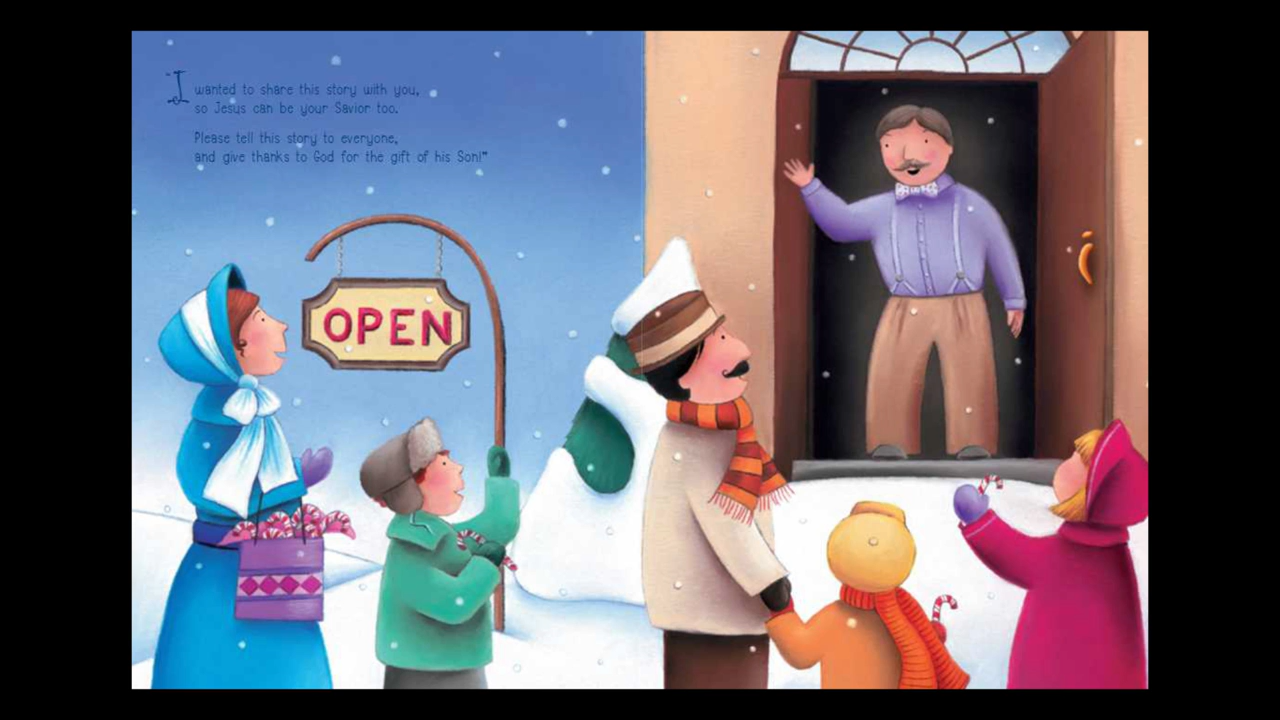 "I wanted to share this story with you,
so Jesus can be your Savior too.
Please tell this story to everyone,
and give thanks to God for the gift of his Son!"
OPEN